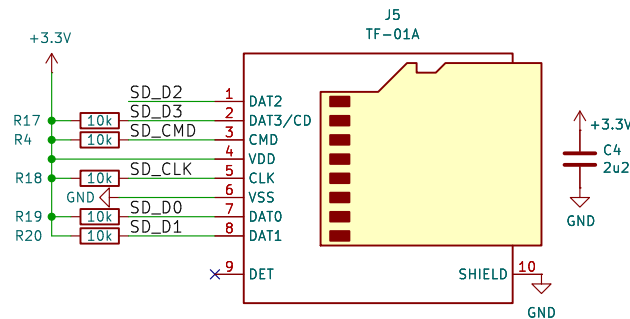 J5
TF-01A
+3.3V
SD_D2 1 DAT2
R17 10k SD_D3 2 DAT3/CD
R4 10k SD_CMD 3 CMD
4 VDD
R18 10k SD_CLK 5 CLK
GND 6 VSS
R19 10k SD_D0 7 DAT0
R20 10k SD_D1 8 DAT1
9 DET
SHIELD 10
GND
+3.3V
C4
2u2
GND